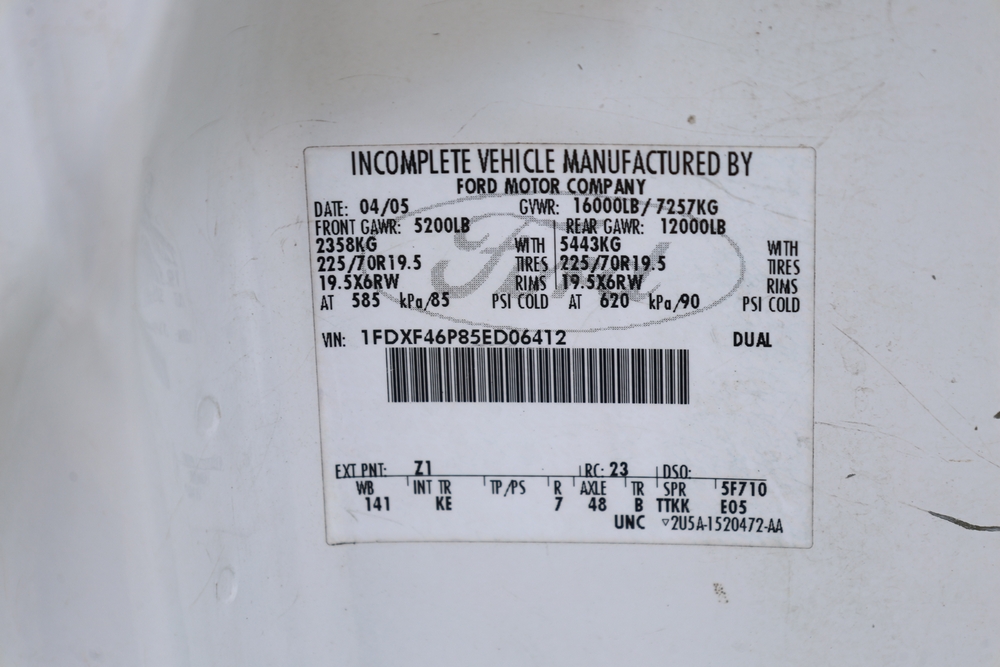 INCOMPLETE VEHICLE MANUFACTURED BY
FORD MOTOR COMPANY
DATE: 04/05 GVWR: 16000LB/7257KG
FRONT GAWR: 5200LB REAR GAWR: 12000LB
2358KG WITH 5443KG WITH
225/70R19.5 TIRES 225/70R19.5 TIRES
19.5X6RW RIMS 19.5X6RW RIMS
AT 585 kPa/85 PSI COLD AT 620 kPa/90 PSI COLD
Ford
VIN: 1FDXF46P85ED06412 DUAL
EXT PNT: Z1 RC: 23 DSO:
WB INT TR TP/PS R AXLE TR SPR 5F710
141 KE 7 48 B TTKK E05
UNC ▽2U5A-1520472-AA